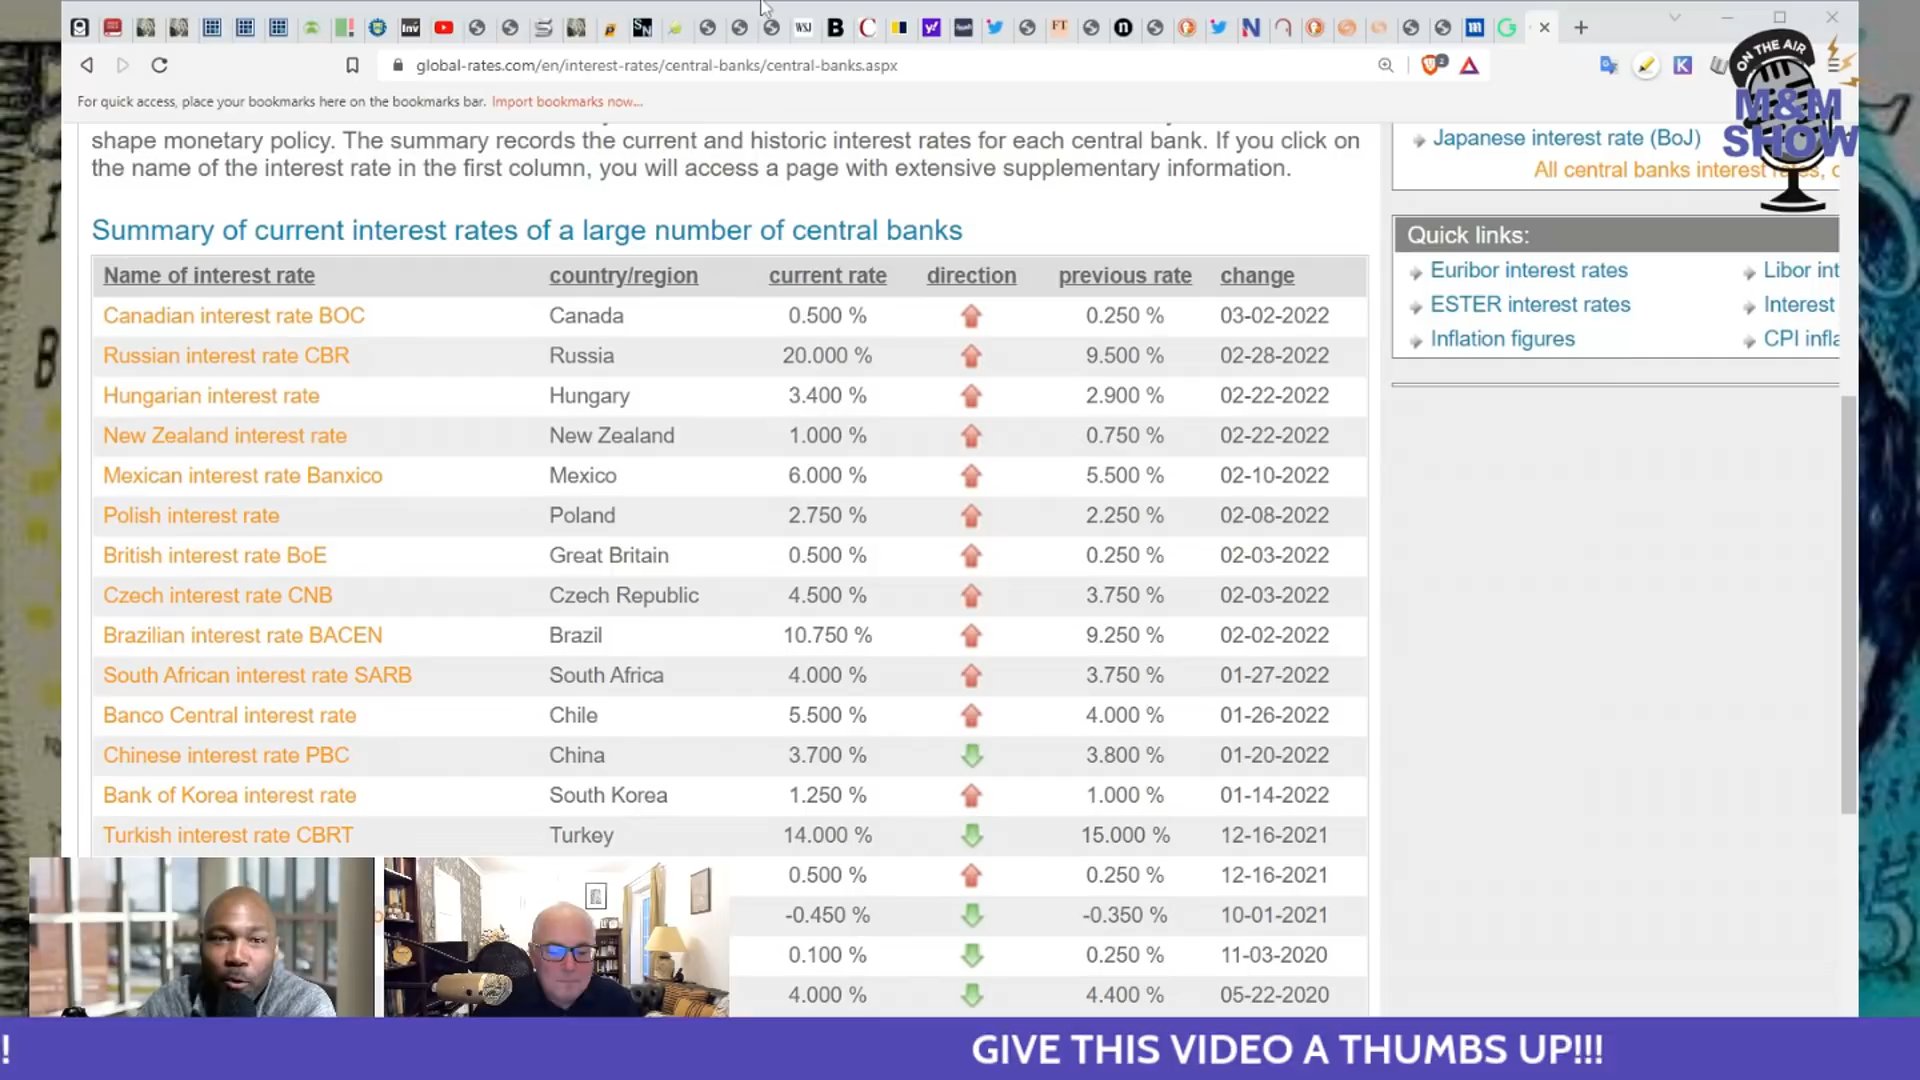 Inv
WSJ
FT
global-rates.com/en/interest-rates/central-banks/central-banks.aspx
For quick access, place your bookmarks here on the bookmarks bar. Import bookmarks now...
ON THE AIR
M&M
SHOW
shape monetary policy. The summary records the current and historic interest rates for each central bank. If you click on
the name of the interest rate in the first column, you will access a page with extensive supplementary information.
Japanese interest rate (BoJ)
All central banks interest
Summary of current interest rates of a large number of central banks
Quick links:
Euribor interest rates
ESTER interest rates
Interest
Inflation figures
Name of interest rate country/region current rate direction previous rate change
Canadian interest rate BOC Canada 0.500 % 0.250 % 03-02-2022
Russian interest rate CBR Russia 20.000 % 9.500 % 02-28-2022
Hungarian interest rate Hungary 3.400 % 2.900 % 02-22-2022
New Zealand interest rate New Zealand 1.000 % 0.750 % 02-22-2022
Mexican interest rate Banxico Mexico 6.000 % 5.500 % 02-10-2022
Polish interest rate Poland 2.750 % 2.250 % 02-08-2022
British interest rate BoE Great Britain 0.500 % 0.250 % 02-03-2022
Czech interest rate CNB Czech Republic 4.500 % 3.750 % 02-03-2022
Brazilian interest rate BACEN Brazil 10.750 % 9.250 % 02-02-2022
South African interest rate SARB South Africa 4.000 % 3.750 % 01-27-2022
Banco Central interest rate Chile 5.500 % 4.000 % 01-26-2022
Chinese interest rate PBC China 3.700 % 3.800 % 01-20-2022
Bank of Korea interest rate South Korea 1.250 % 1.000 % 01-14-2022
Turkish interest rate CBRT Turkey 14.000 % 15.000 % 12-16-2021
0.500 % 0.250 % 12-16-2021
-0.450 % -0.350 % 10-01-2021
0.100 % 0.250 % 11-03-2020
4.000 % 4.400 % 05-22-2020
! GIVE THIS VIDEO A THUMBS UP!!!